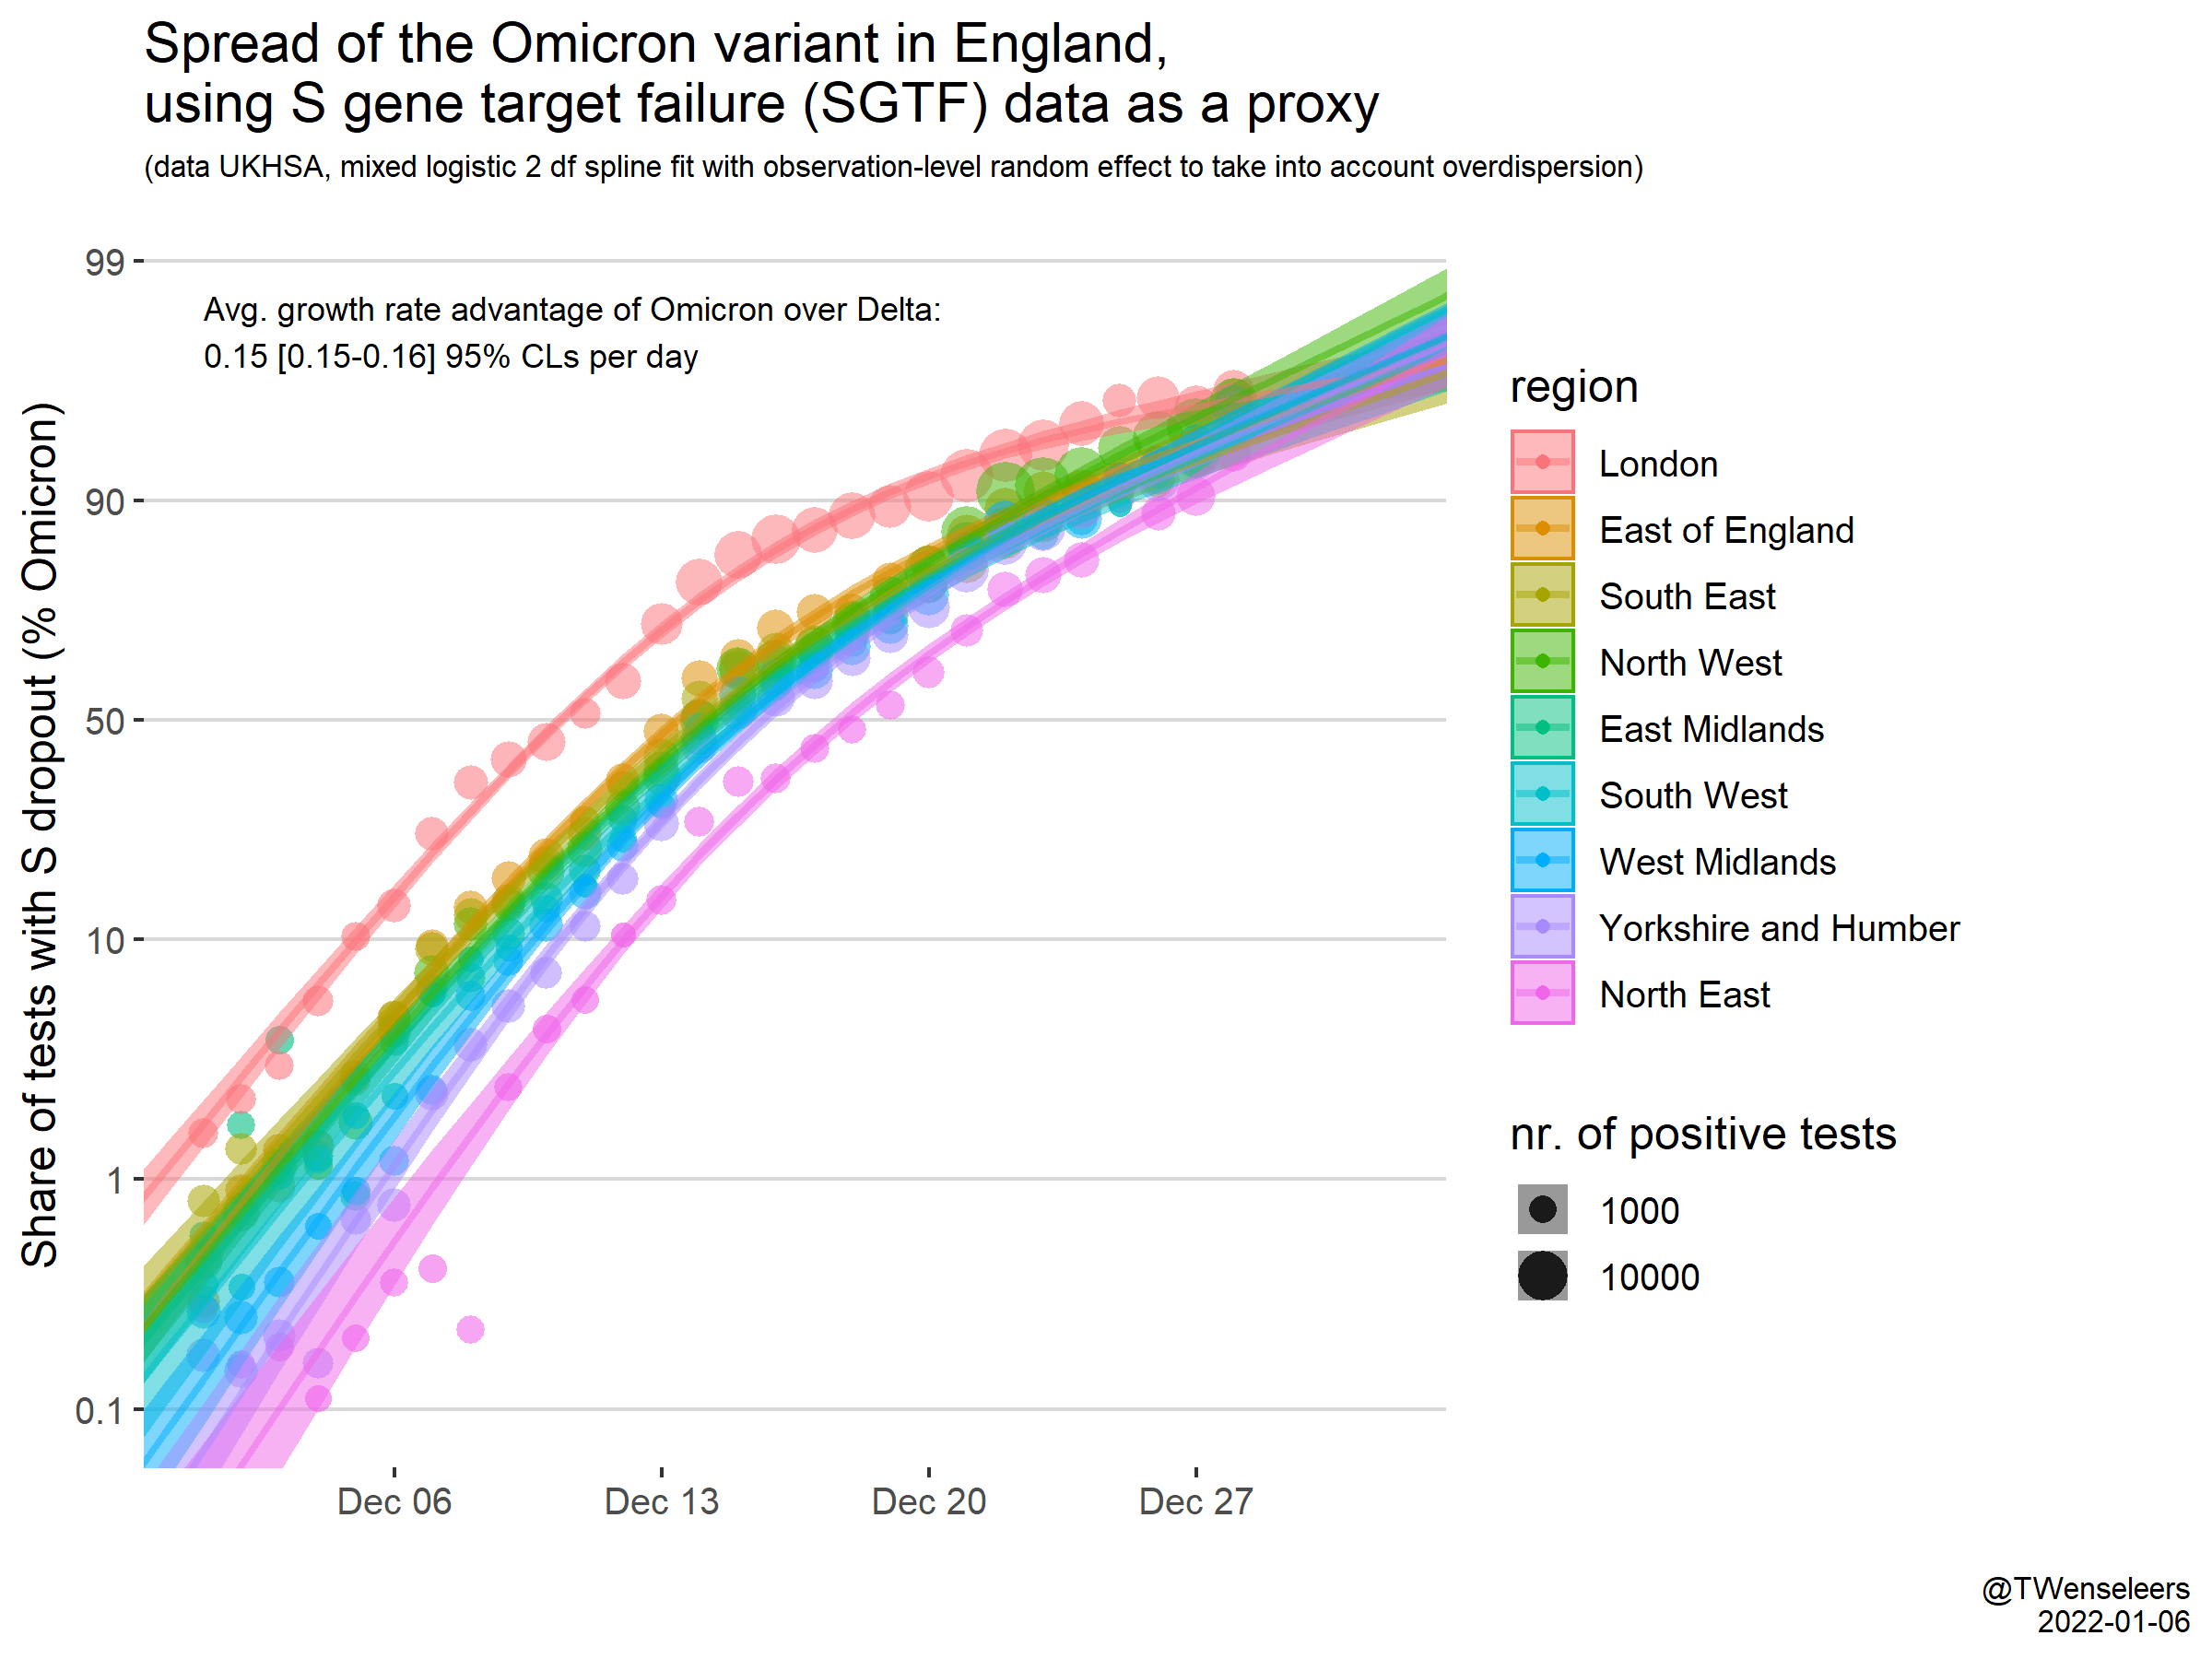 Spread of the Omicron variant in England,
using S gene target failure (SGTF) data as a proxy
(data UKHSA, mixed logistic 2 df spline fit with observation-level random effect to take into account overdispersion)
Share of tests with S dropout (% Omicron)
99
90
50
10
1
0.1
Avg. growth rate advantage of Omicron over Delta:
0.15 [0.15-0.16] 95% CLs per day
Dec 06
Dec 13
Dec 20
Dec 27
region
London
East of England
South East
North West
East Midlands
South West
West Midlands
Yorkshire and Humber
North East
nr. of positive tests
1000
10000
@TWenseleers
2022-01-06